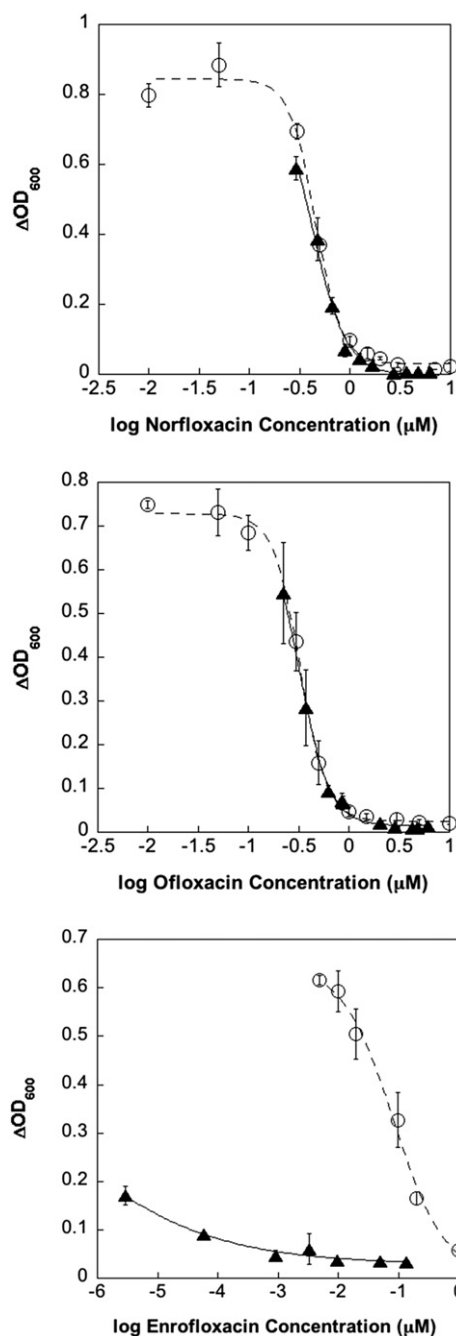 1
0.8
0.6
0.4
0.2
0
ΔOD600
-2.5 -2 -1.5 -1 -0.5 0 0.5 1
log Norfloxacin Concentration (μM)
0.8
0.7
0.6
0.5
0.4
0.3
0.2
0.1
0
ΔOD600
-2.5 -2 -1.5 -1 -0.5 0 0.5 1
log Ofloxacin Concentration (μM)
0.7
0.6
0.5
0.4
0.3
0.2
0.1
0
ΔOD600
-6 -5 -4 -3 -2 -1 0
log Enrofloxacin Concentration (μM)